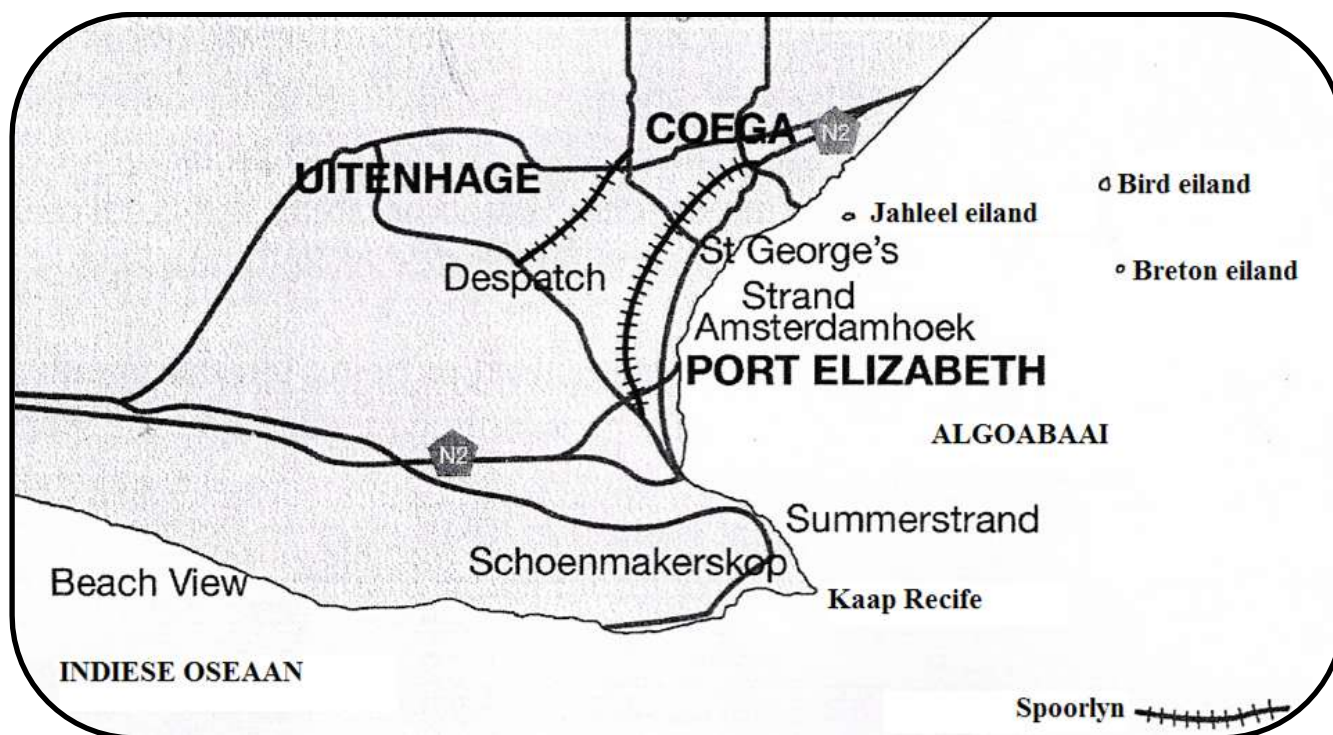 COEGA
N2
UITENHAGE
Bird eiland
Jahleel eiland
St George's
Strand
Despatch
Breton eiland
Amsterdamhoek
PORT ELIZABETH
ALGOABAAI
N2
Summerstrand
Schoenmakerskop
Beach View
Kaap Recife
INDIESE OSEAAN
Spoorlyn